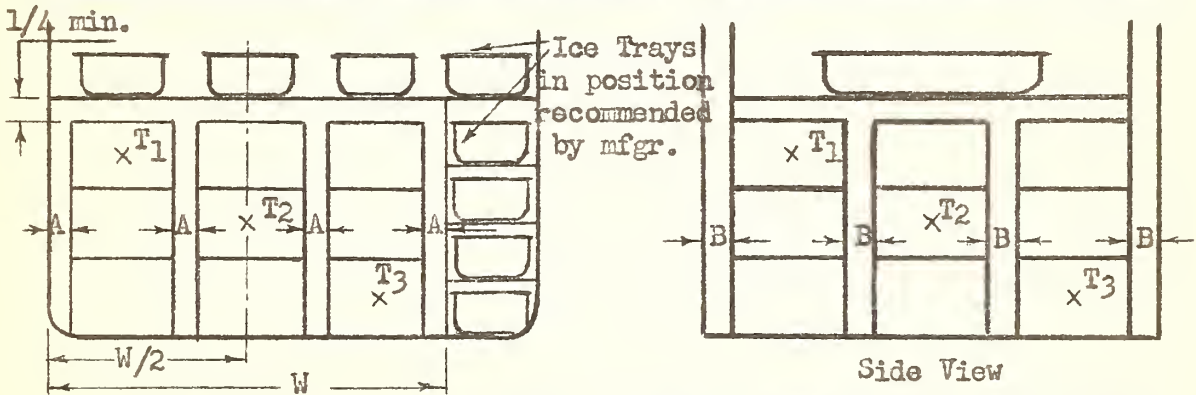 1/4 min.
Ice Trays
in position
recommended
by mfgr.
T1
T2
T3
A
A
A
A
W/2
W
T1
T2
T3
B
B
B
B
Side View